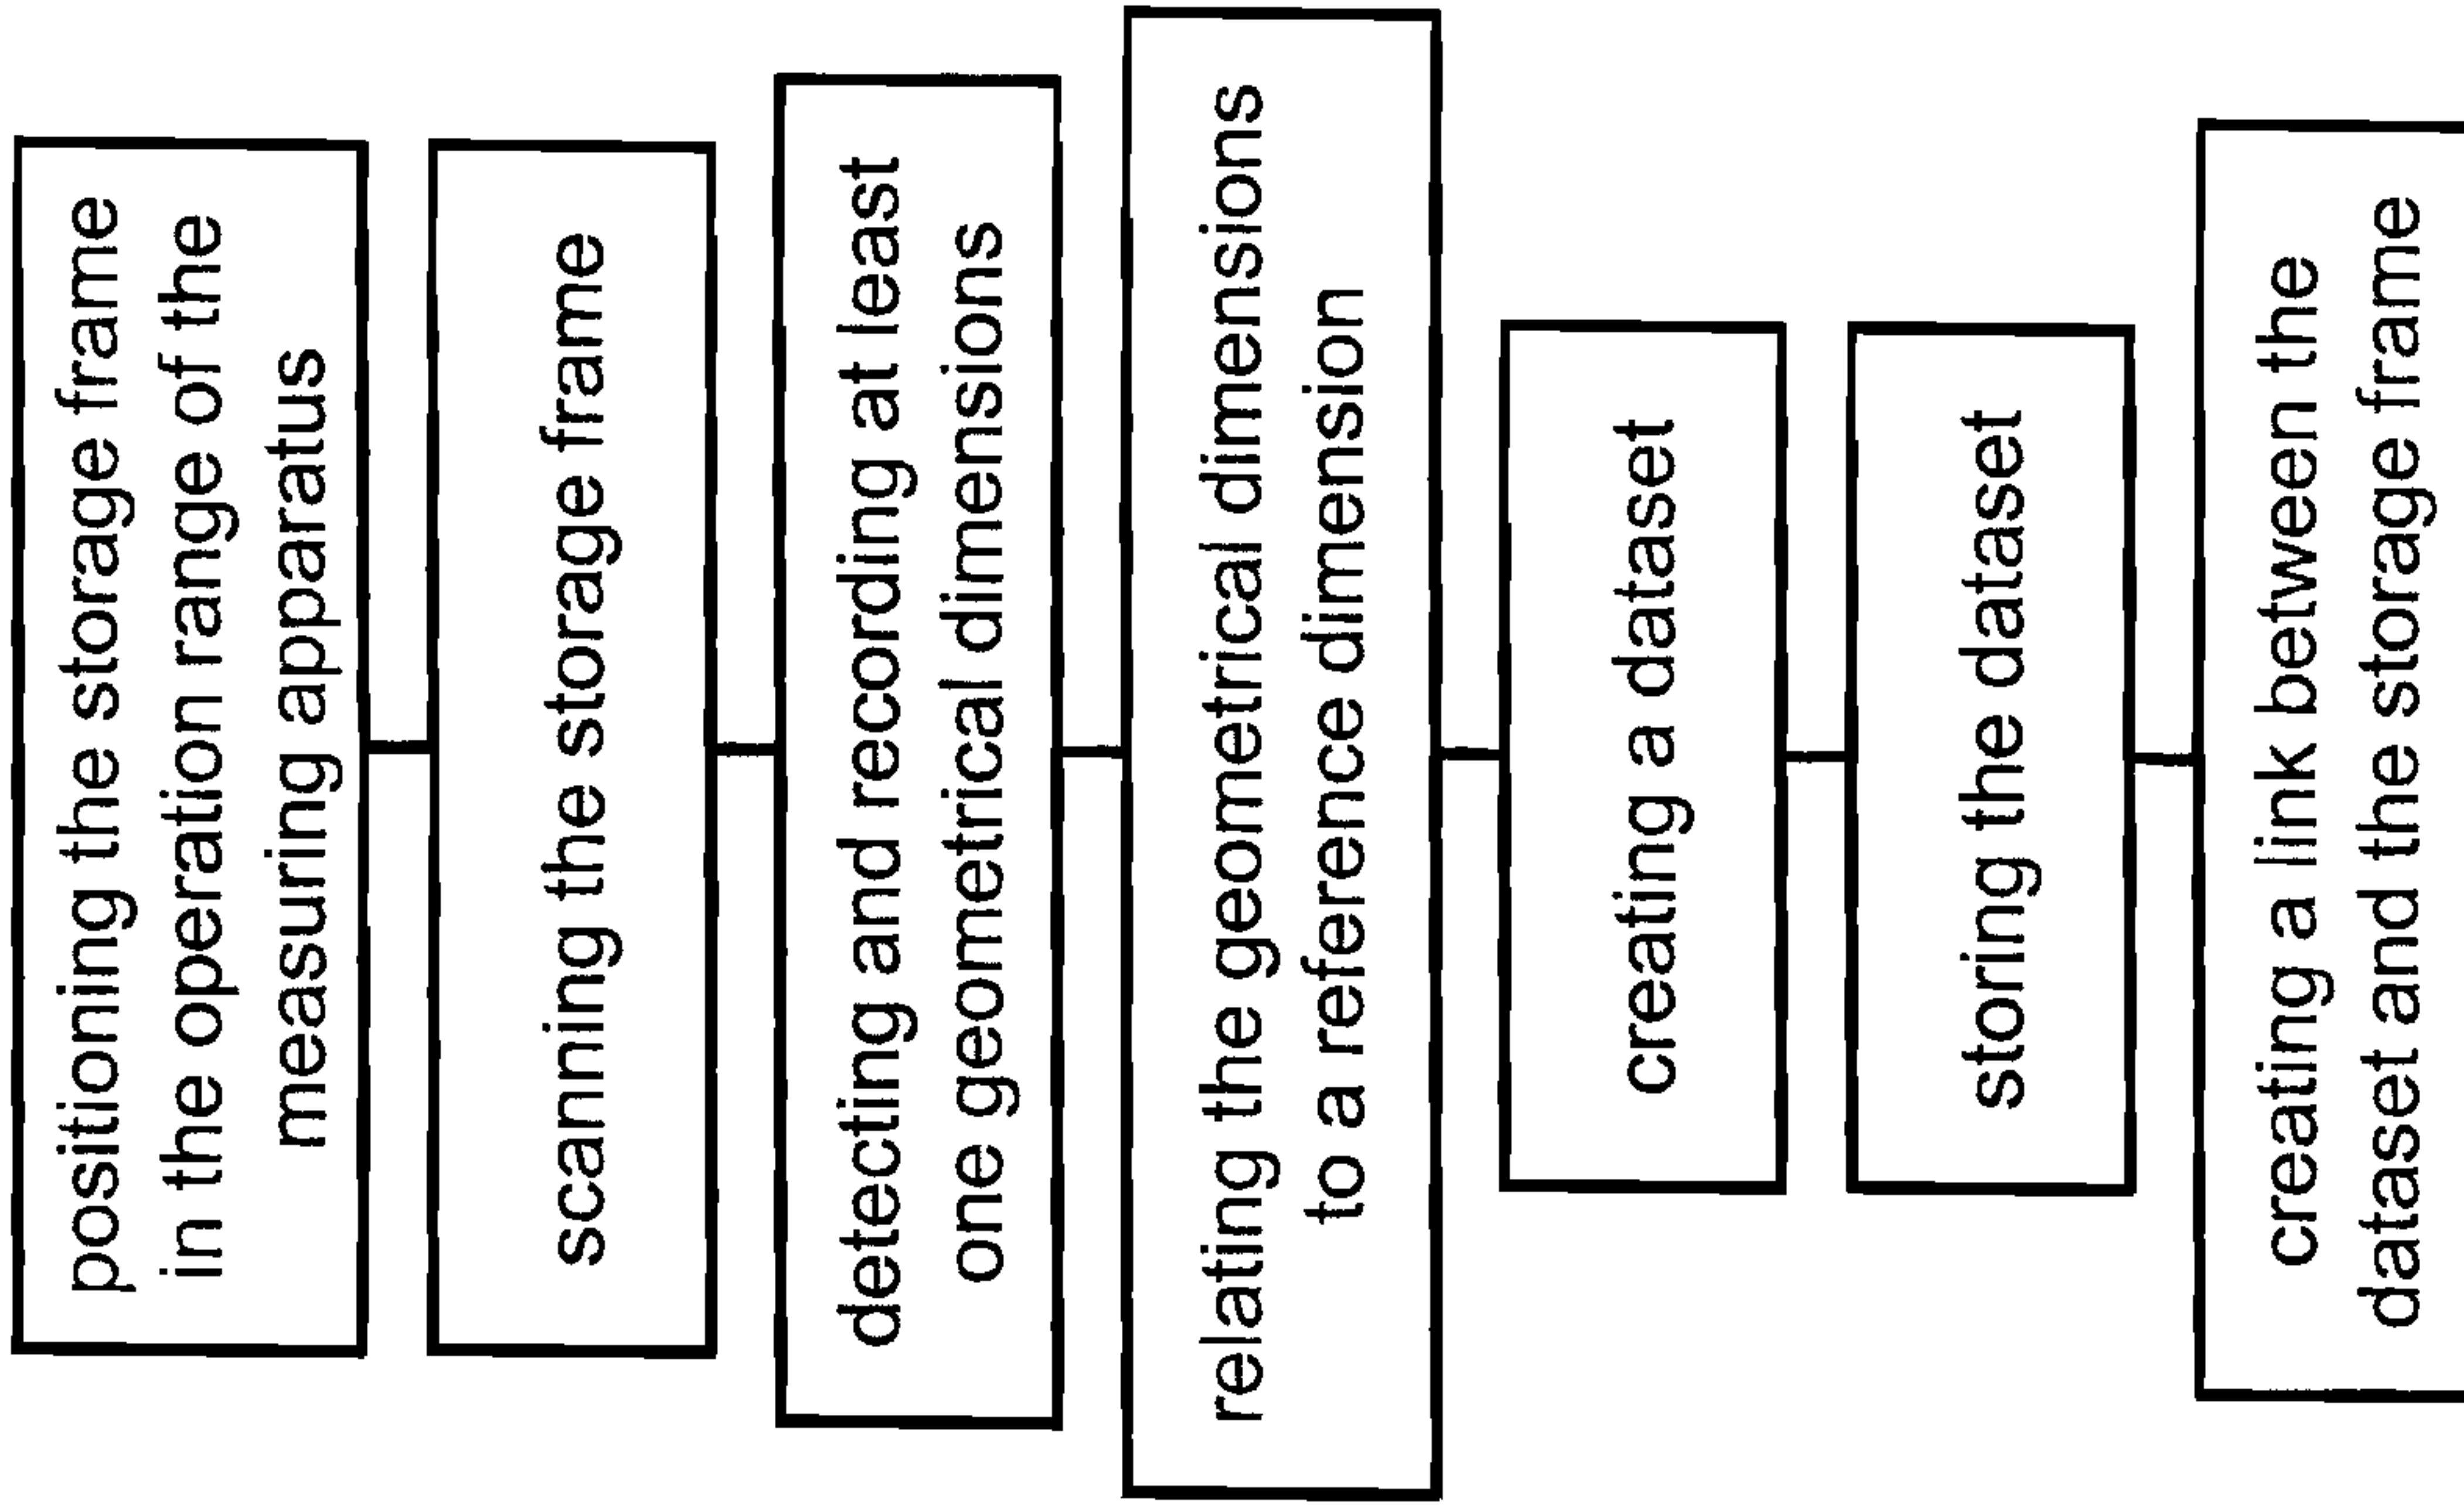 positioning the storage frame
in the operation range of the
measuring apparatus
scanning the storage frame
detecting and recording at least
one geometrical dimensions
relating the geometrical dimensions
to a reference dimension
creating a dataset
storing the dataset
creating a link between the
dataset and the storage frame